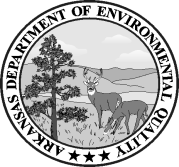 ARKANSAS DEPARTMENT OF ENVIRONMENTAL QUALITY